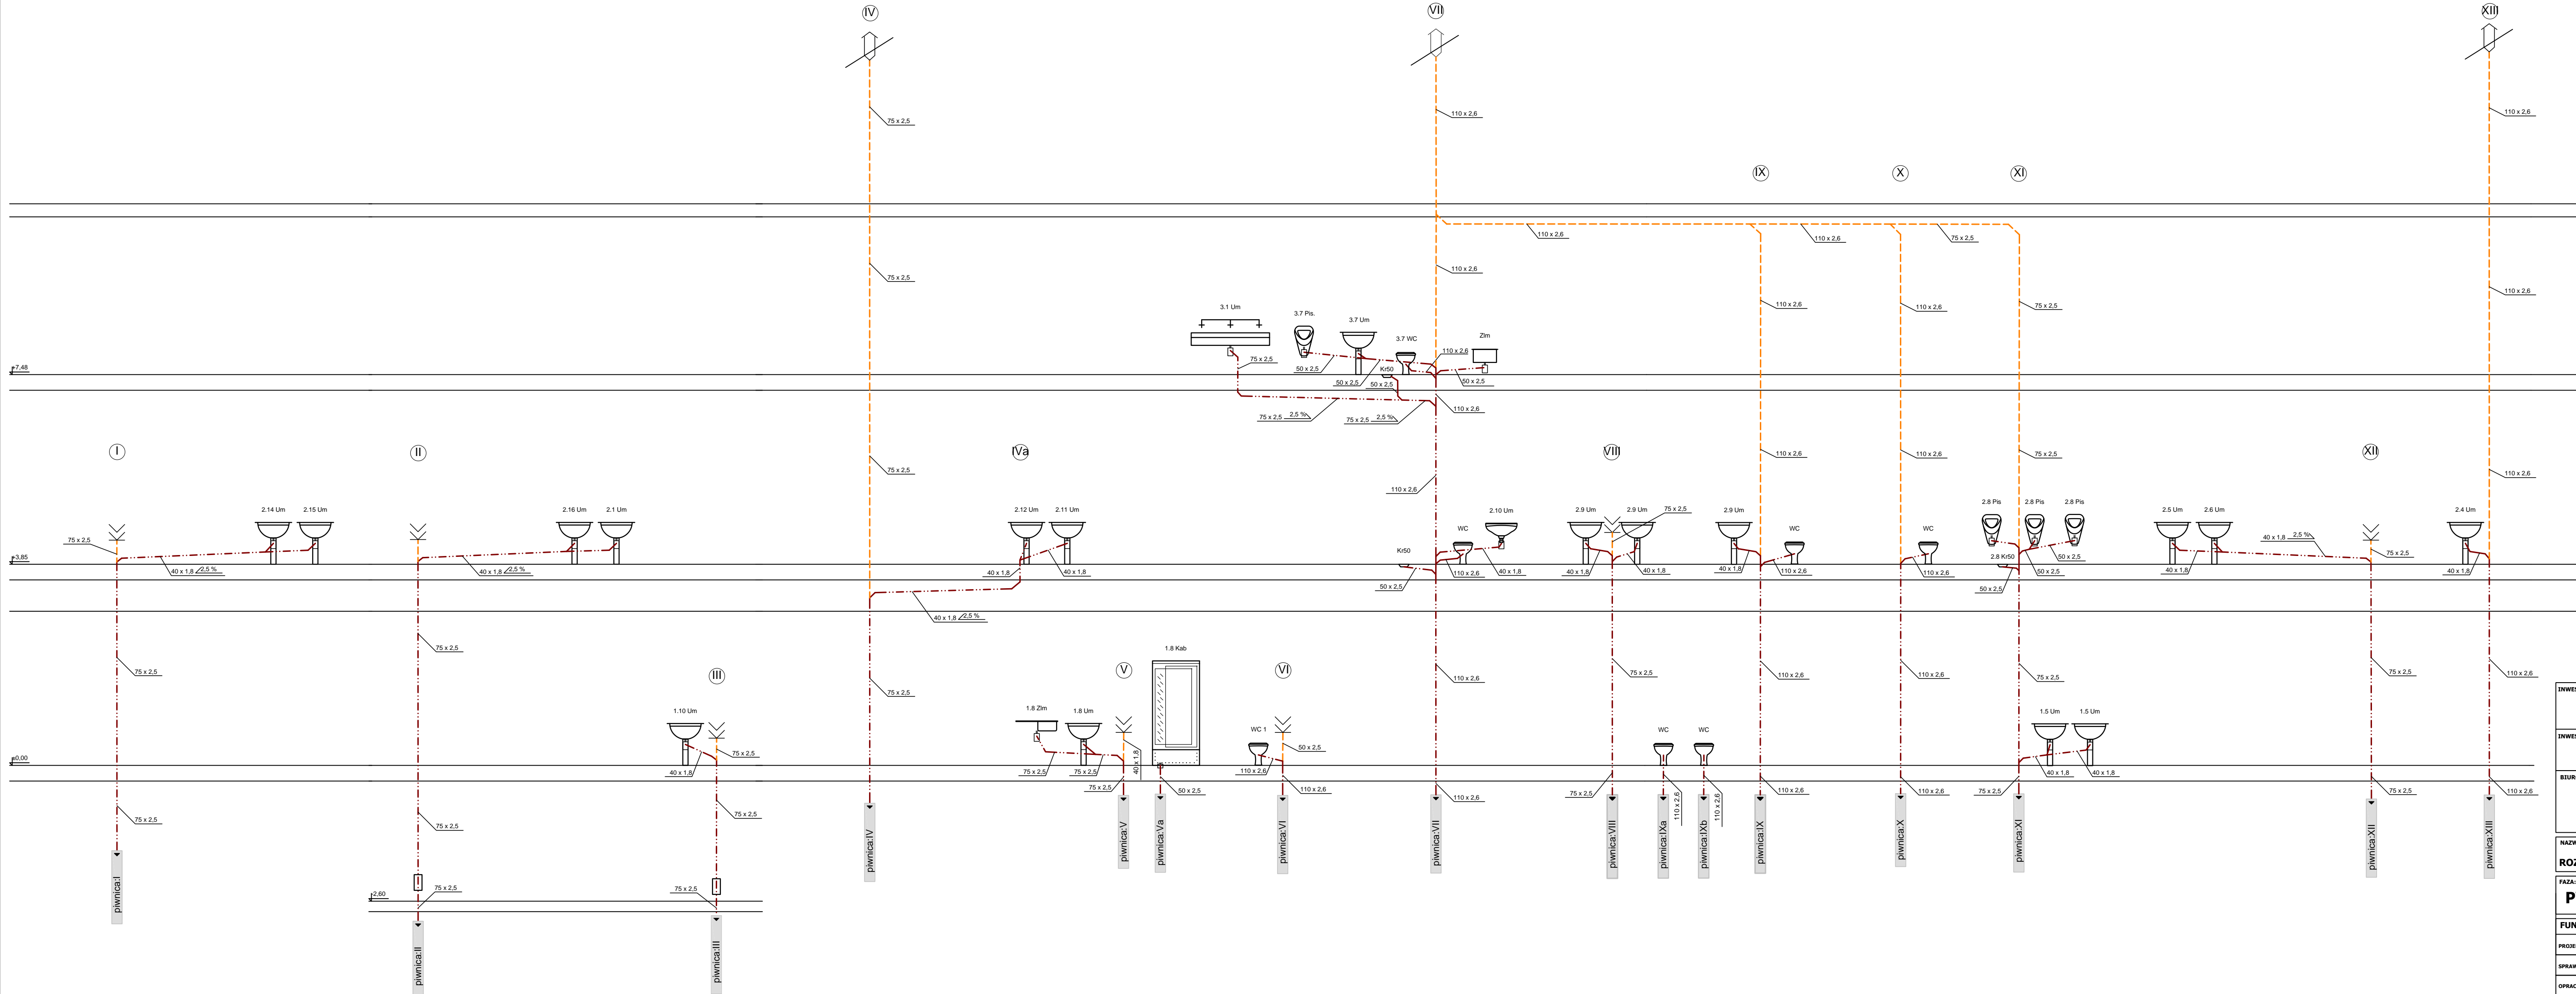 IV
VII
XIII
75 x 2,5
110 x 2,6
110 x 2,6
IX
X
XI
110 x 2,6
110 x 2,6
75 x 2,5
75 x 2,5
110 x 2,6
110 x 2,6
110 x 2,6
110 x 2,6
75 x 2,5
3.1 Um
3.7 Pis.
3.7 Um
3.7 WC
Zlm
75 x 2,5
50 x 2,5
50 x 2,5
Kr50
50 x 2,5
110 x 2,6
50 x 2,5
+7,48
75 x 2,5 2,5 %
75 x 2,5 2,5 %
110 x 2,6
I
II
IVa
VIII
XII
75 x 2,5
110 x 2,6
110 x 2,6
110 x 2,6
75 x 2,5
110 x 2,6
75 x 2,5
2.14 Um
2.15 Um
2.16 Um
2.1 Um
2.12 Um
2.11 Um
Kr50
WC
2.10 Um
2.9 Um
2.9 Um
75 x 2,5
2.9 Um
WC
WC
2.8 Pis
2.8 Pis
2.8 Pis
2.8 Kr50
2.5 Um
2.6 Um
40 x 1,8 2,5 %
75 x 2,5
2.4 Um
+3,85
40 x 1,8 2,5 %
40 x 1,8 2,5 %
40 x 1,8
40 x 1,8
50 x 2,5
110 x 2,6
40 x 1,8
40 x 1,8
40 x 1,8
40 x 1,8
110 x 2,6
110 x 2,6
50 x 2,5
50 x 2,5
50 x 2,5
40 x 1,8
40 x 1,8
40 x 1,8 2,5 %
75 x 2,5
75 x 2,5
III
75 x 2,5
V
1.8 Kab
VI
110 x 2,6
75 x 2,5
110 x 2,6
110 x 2,6
75 x 2,5
75 x 2,5
110 x 2,6
1.10 Um
75 x 2,5
40 x 1,8
1.8 Zlm
1.8 Um
75 x 2,5
75 x 2,5
40 x 1,8
75 x 2,5
50 x 2,5
WC 1
50 x 2,5
110 x 2,6
110 x 2,6
WC
WC
1.5 Um
1.5 Um
40 x 1,8
40 x 1,8
±0,00
75 x 2,5
75 x 2,5
75 x 2,5
110 x 2,6
75 x 2,5
110 x 2,6
110 x 2,6
110 x 2,6
110 x 2,6
75 x 2,5
75 x 2,5
110 x 2,6
piwnica:I
piwnica:IV
piwnica:V
piwnica:Va
piwnica:VI
piwnica:VII
piwnica:VIII
piwnica:IXa
piwnica:IXb
piwnica:IX
piwnica:X
piwnica:XI
piwnica:XII
piwnica:XIII
75 x 2,5
75 x 2,5
-2,60
piwnica:II
piwnica:III
INWES
INWES
BIUR
NAZW
ROZ
FAZA:
P
FUN
PROJE
SPRAW
OPRAC